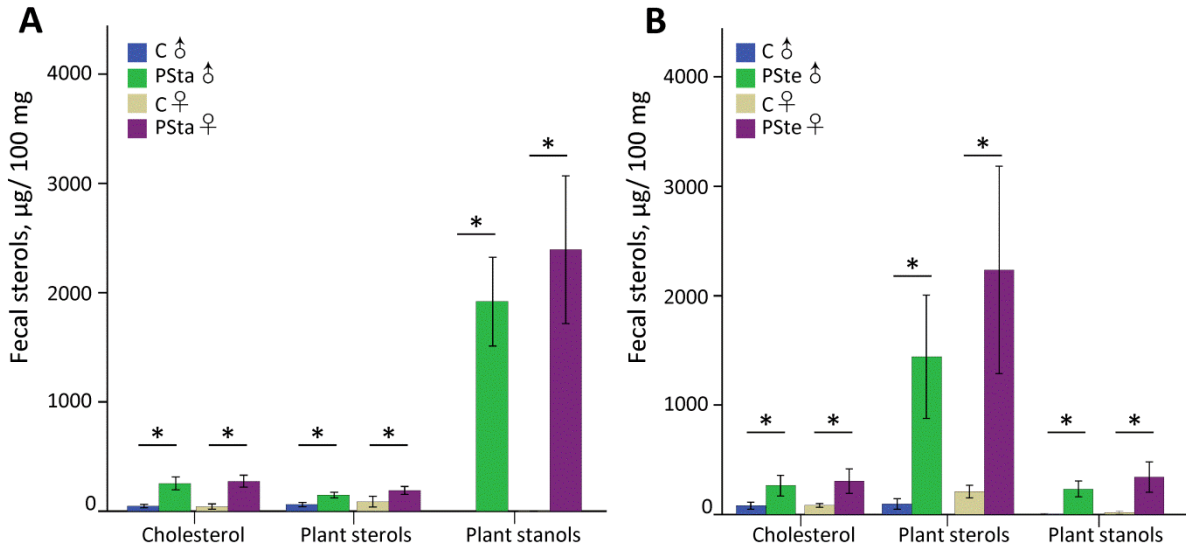 A
C ♂
PSta ♂
C ♀
PSta ♀
Fecal sterols, µg/ 100 mg
4000
3000
2000
1000
0
* * * * * *
Cholesterol Plant sterols Plant stanols
B
C ♂
PSte ♂
C ♀
PSte ♀
Fecal sterols, µg/ 100 mg
4000
3000
2000
1000
0
* * * * * *
Cholesterol Plant sterols Plant stanols